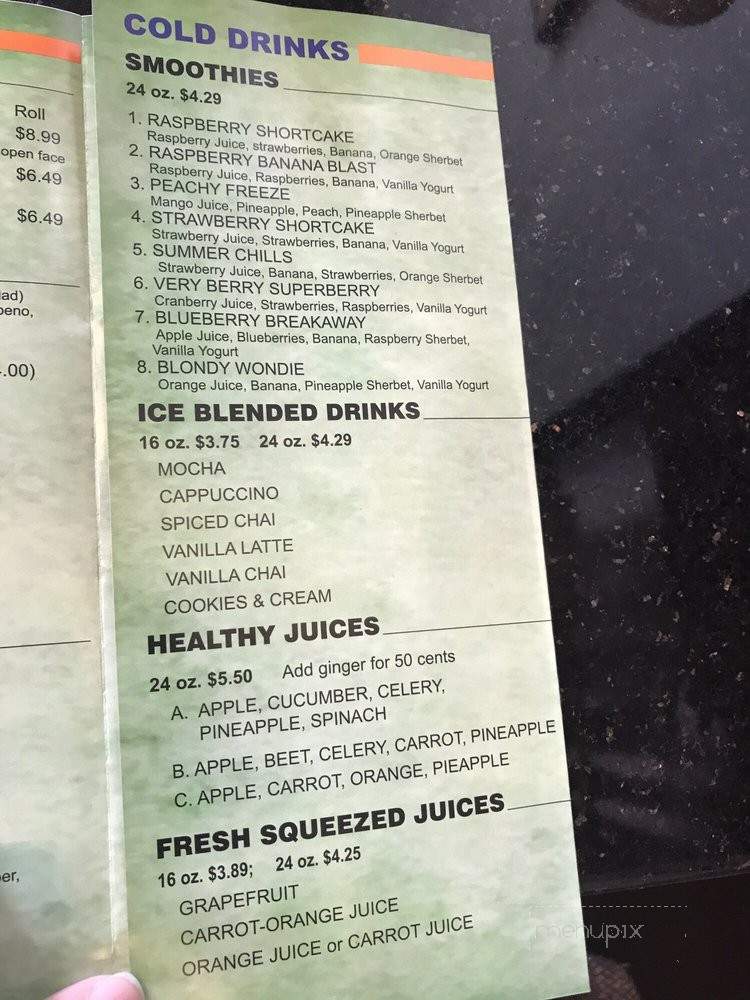 Roll
$8.99
open face
$6.49
$6.49
.00)
COLD DRINKS
SMOOTHIES
24 oz. $4.29
1. RASPBERRY SHORTCAKE
Raspberry Juice, strawberries, Banana, Orange Sherbet
2. RASPBERRY BANANA BLAST
Raspberry Juice, Raspberries, Banana, Vanilla Yogurt
3. PEACHY FREEZE
Mango Juice, Pineapple, Peach, Pineapple Sherbet
4. STRAWBERRY SHORTCAKE
Strawberry Juice, Strawberries, Banana, Vanilla Yogurt
5. SUMMER CHILLS
Strawberry Juice, Banana, Strawberries, Orange Sherbet
6. VERY BERRY SUPERBERRY
Cranberry Juice, Strawberries, Raspberries, Vanilla Yogurt
7. BLUEBERRY BREAKAWAY
Apple Juice, Blueberries, Banana, Raspberry Sherbet,
Vanilla Yogurt
8. BLONDY WONDIE
Orange Juice, Banana, Pineapple Sherbet, Vanilla Yogurt
ICE BLENDED DRINKS
16 oz. $3.75 24 oz. $4.29
MOCHA
CAPPUCCINO
SPICED CHAI
VANILLA LATTE
VANILLA CHAI
COOKIES & CREAM
HEALTHY JUICES
24 oz. $5.50 Add ginger for 50 cents
A. APPLE, CUCUMBER, CELERY,
PINEAPPLE, SPINACH
B. APPLE, BEET, CELERY, CARROT, PINEAPPLE
C. APPLE, CARROT, ORANGE, PIEAPPLE
FRESH SQUEEZED JUICES
16 oz. $3.89; 24 oz. $4.25
GRAPEFRUIT
CARROT-ORANGE JUICE
ORANGE JUICE or CARROT JUICE
menupix